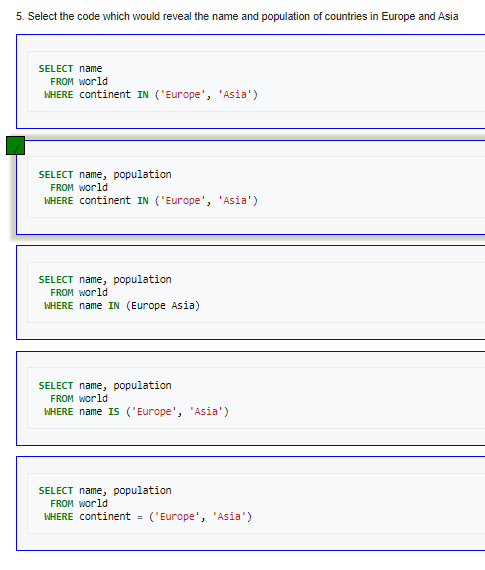 5. Select the code which would reveal the name and population of countries in Europe and Asia
SELECT name
FROM world
WHERE continent IN ('Europe', 'Asia')
SELECT name, population
FROM world
WHERE continent IN ('Europe', 'Asia')
SELECT name, population
FROM world
WHERE name IN (Europe Asia)
SELECT name, population
FROM world
WHERE name IS ('Europe', 'Asia')
SELECT name, population
FROM world
WHERE continent = ('Europe', 'Asia')